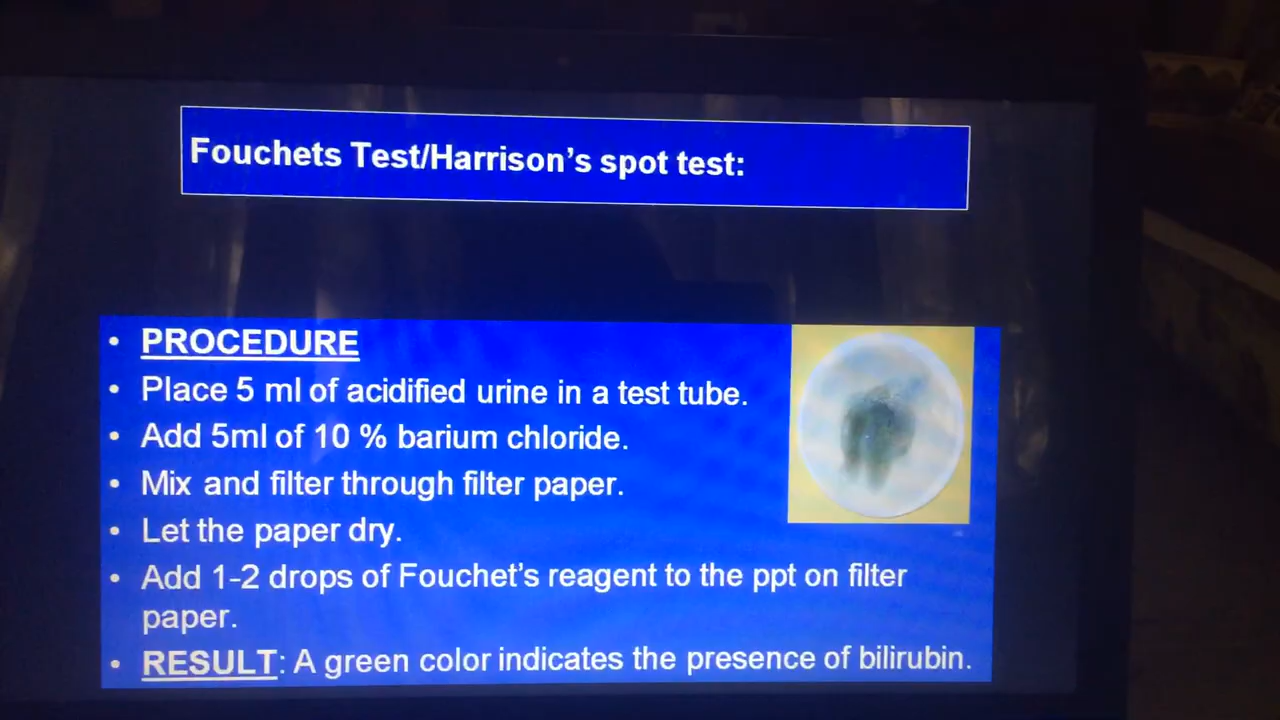 Fouchets Test/Harrison's spot test:
• PROCEDURE
• Place 5 ml of acidified urine in a test tube.
• Add 5ml of 10 % barium chloride.
• Mix and filter through filter paper.
• Let the paper dry.
• Add 1-2 drops of Fouchet's reagent to the ppt on filter
paper.
• RESULT: A green color indicates the presence of bilirubin.